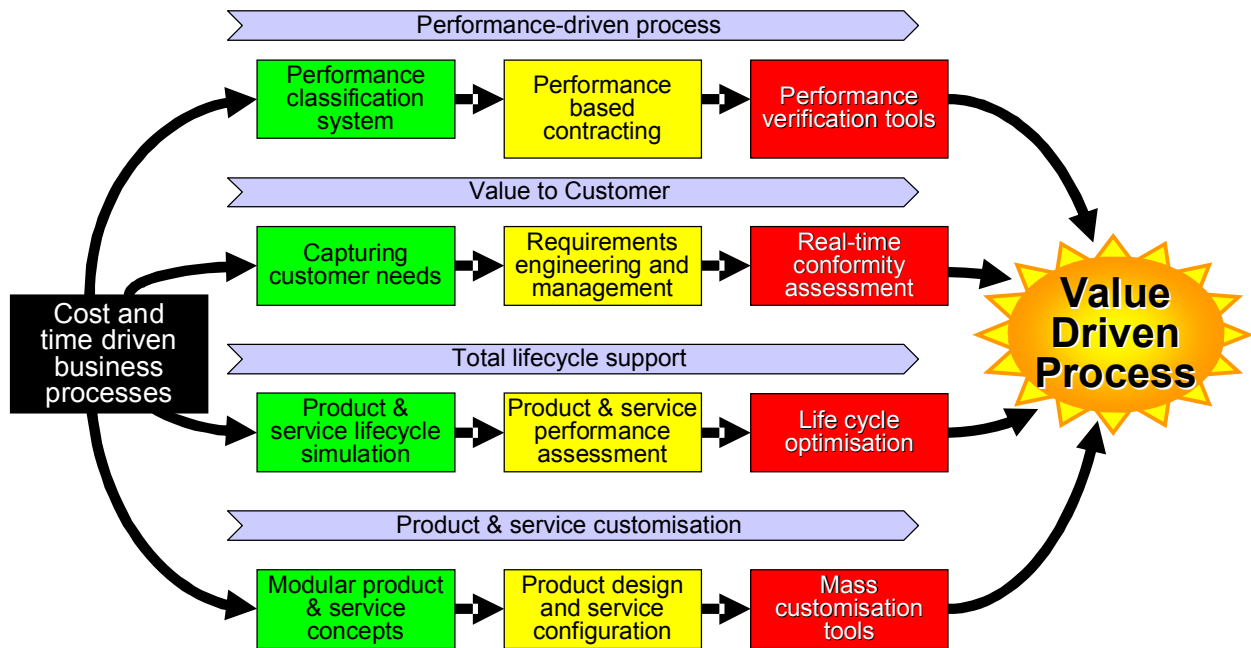 Performance-driven process
Performance
classification
system
Performance
based
contracting
Performance
verification tools
Value to Customer
Capturing
customer needs
Requirements
engineering and
management
Real-time
conformity
assessment
Cost and
time driven
business
processes
Value
Driven
Process
Total lifecycle support
Product &
service lifecycle
simulation
Product & service
performance
assessment
Life cycle
optimisation
Product & service customisation
Modular product
& service
concepts
Product design
and service
configuration
Mass
customisation
tools